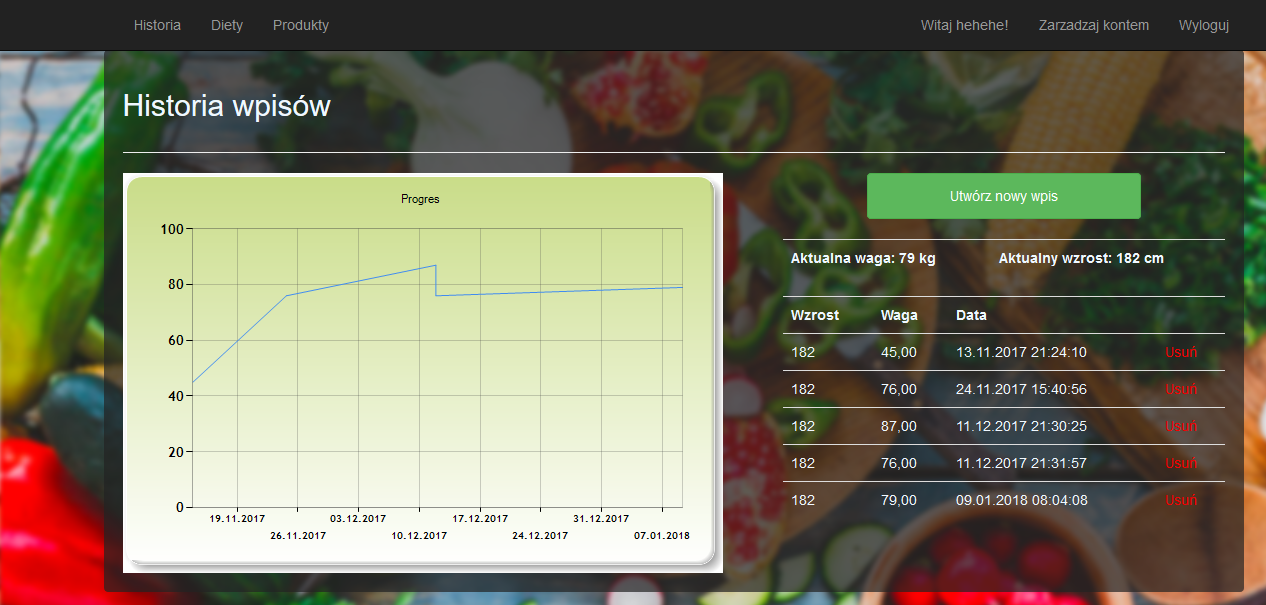 Historia Diety Produkty Witaj hehehe! Zarzadzaj kontem Wyloguj
Historia wpisów
Progres
100
80
60
40
20
0
19.11.2017 03.12.2017 17.12.2017 31.12.2017
26.11.2017 10.12.2017 24.12.2017 07.01.2018
Utwórz nowy wpis
Aktualna waga: 79 kg Aktualny wzrost: 182 cm
Wzrost Waga Data
182 45,00 13.11.2017 21:24:10 Usuń
182 76,00 24.11.2017 15:40:56 Usuń
182 87,00 11.12.2017 21:30:25 Usuń
182 76,00 11.12.2017 21:31:57 Usuń
182 79,00 09.01.2018 08:04:08 Usuń